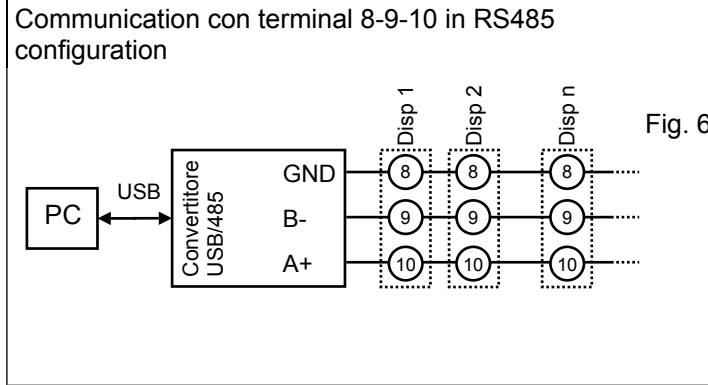 Communication con terminal 8-9-10 in RS485
configuration
Disp 1
Disp 2
Disp n
Fig. 6
PC
USB
Convertitore
USB/485
GND
8
8
8
B-
9
9
9
A+
10
10
10